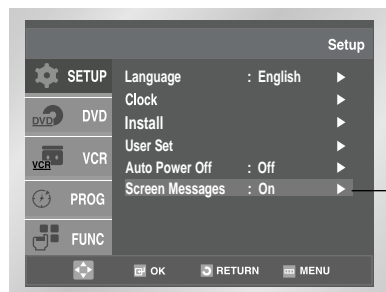 Setup
SETUP
Language : English
Clock
DVD DVD
Install
User Set
VCR VCR
Auto Power Off : Off
Screen Messages : On
PROG
FUNC
OK RETURN MENU